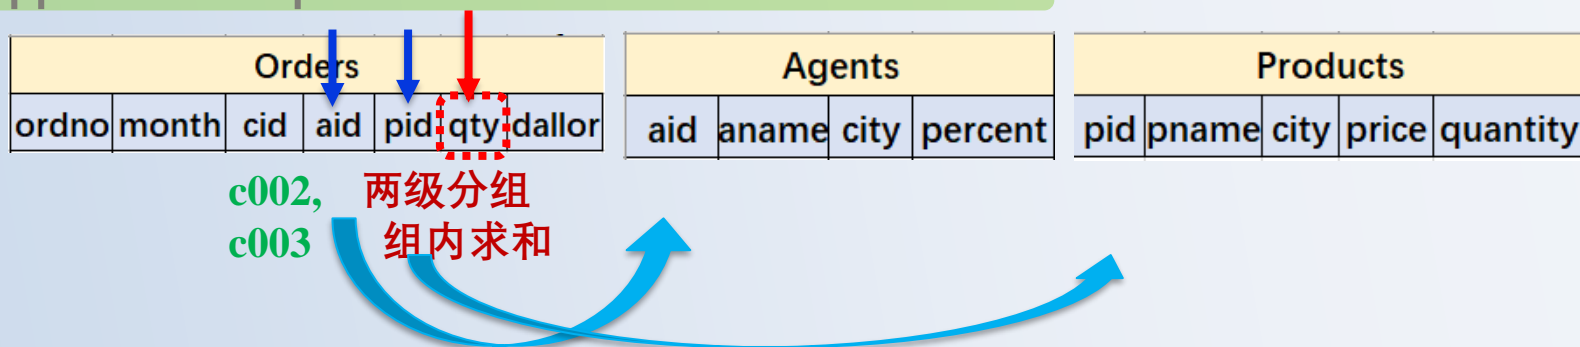 Orders
ordno month cid aid pid qty dallor
Agents
aid aname city percent
Products
pid pname city price quantity
c002, 两级分组
c003 组内求和